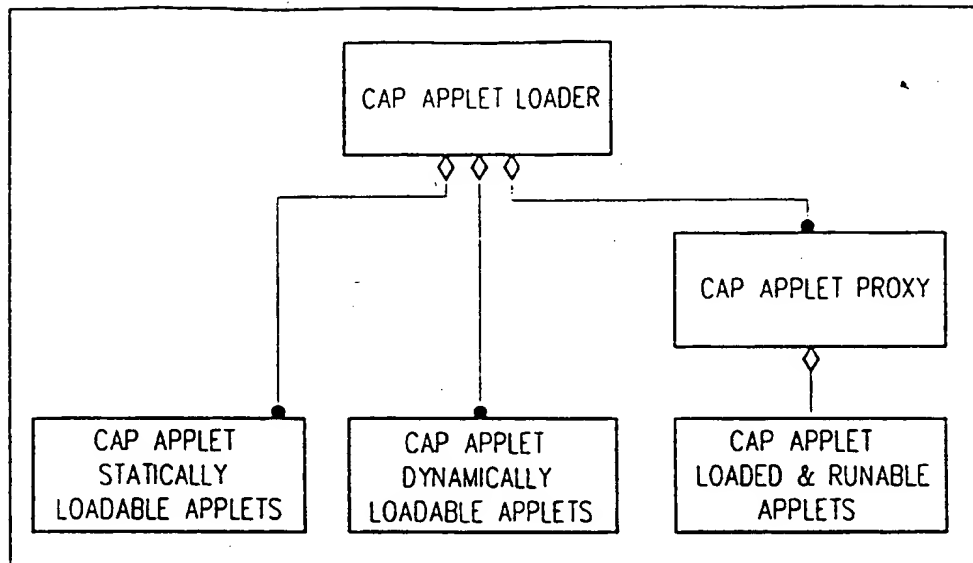 CAP APPLET LOADER
CAP APPLET PROXY
CAP APPLET
STATICALLY
LOADABLE APPLETS
CAP APPLET
DYNAMICALLY
LOADABLE APPLETS
CAP APPLET
LOADED & RUNABLE
APPLETS